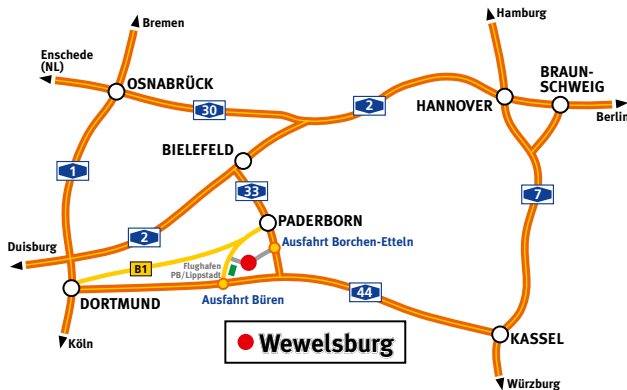 Hamburg
Bremen
Enschede
(NL)
OSNABRÜCK
BRAUN-
SCHWEIG
2
30
HANNOVER
Berlin
BIELEFELD
1
33
7
PADERBORN
2
Duisburg
Ausfahrt Borchen-Etteln
B1
Flughafen
PB/Lippstadt
DORTMUND
Ausfahrt Büren
44
Köln
Wewelsburg
KASSEL
Würzburg